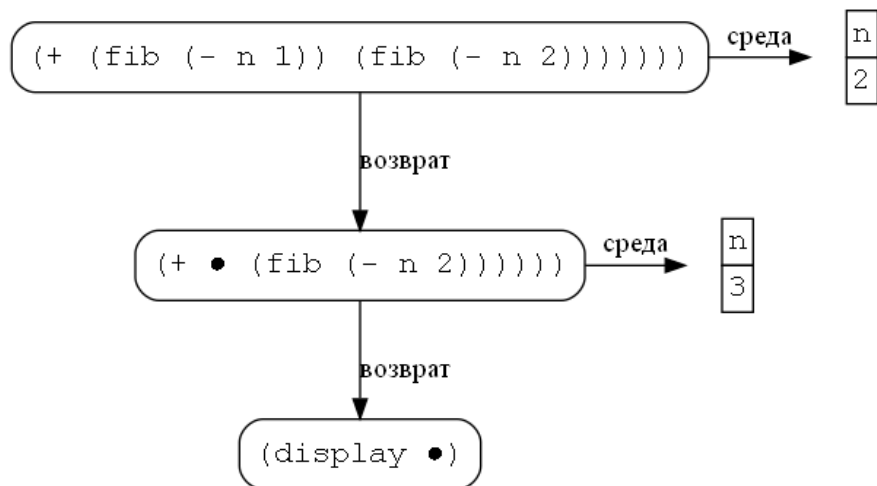 (+ (fib (- n 1)) (fib (- n 2)))))))
среда
n
2
возврат
(+ ● (fib (- n 2))))))
среда
n
3
возврат
(display ●)